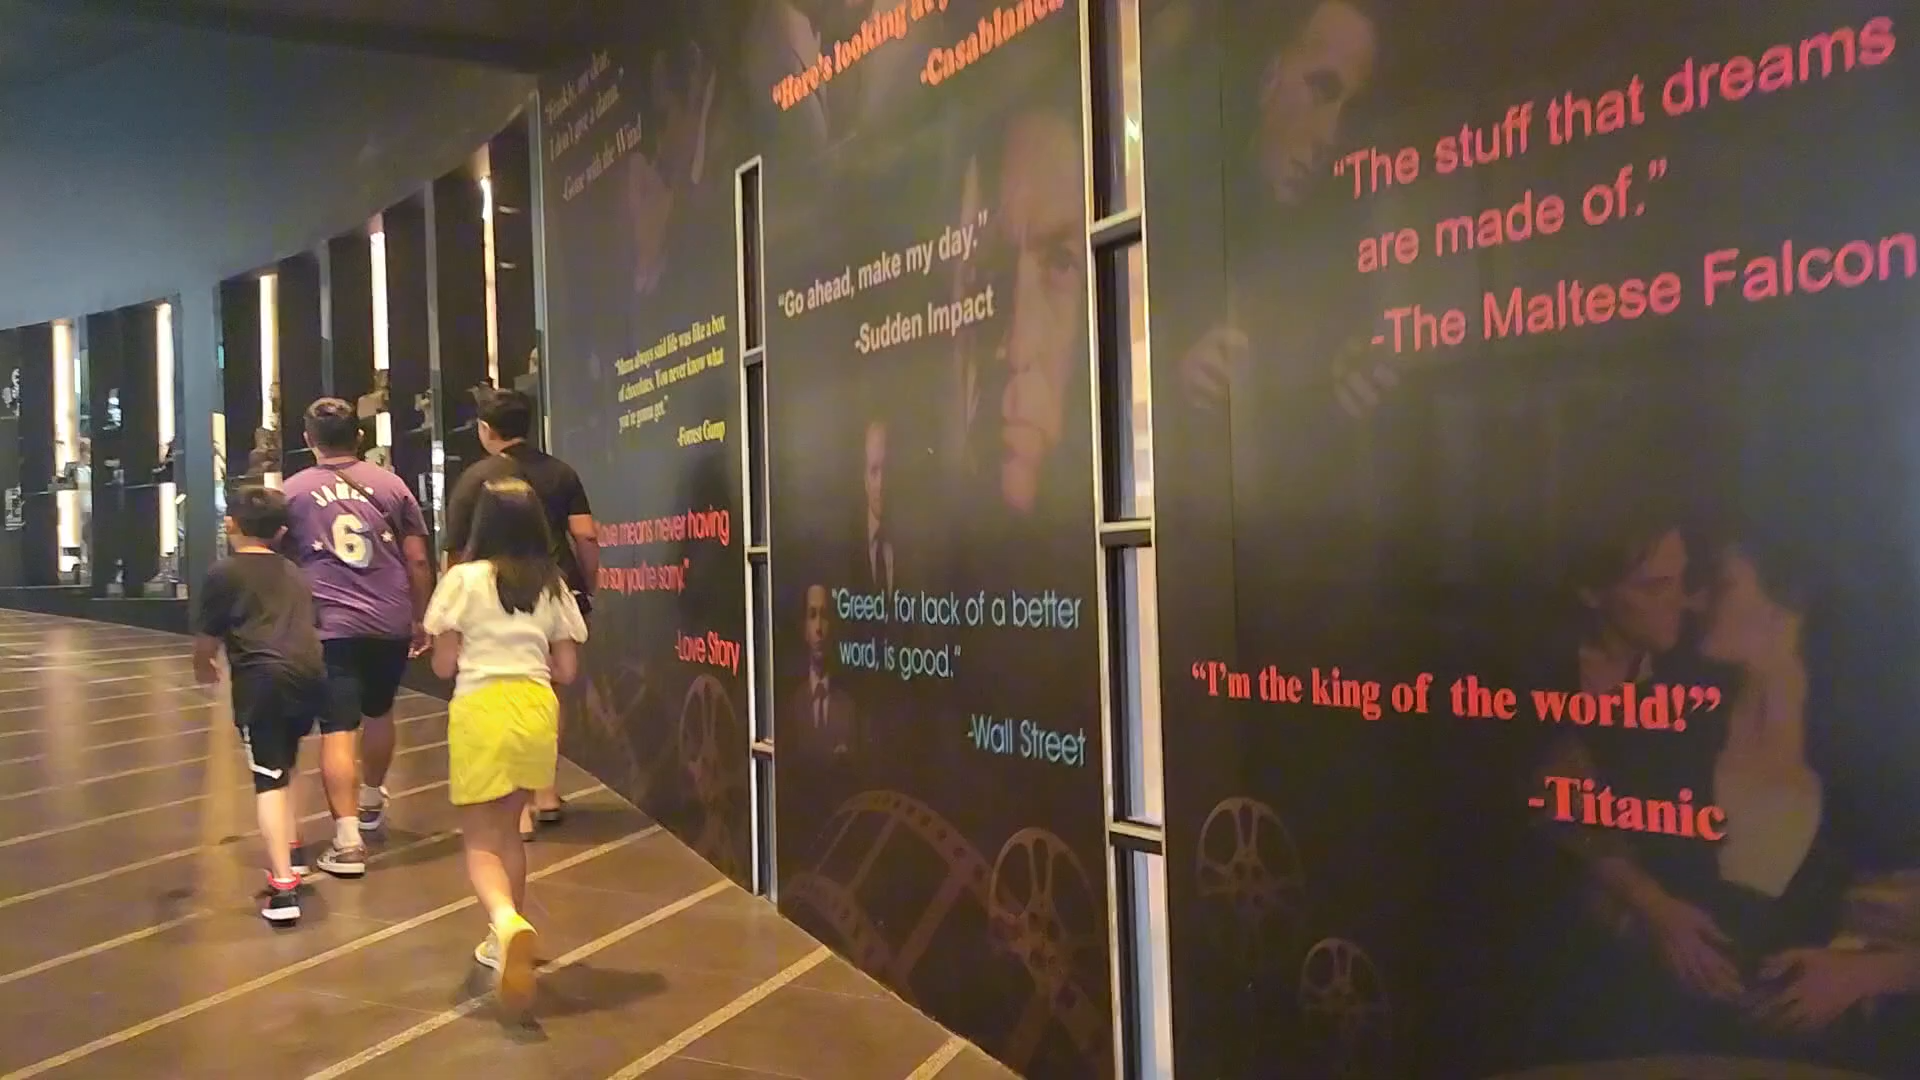 "Frankly, my dear,
I don't give a damn."
-Gone with the Wind
"Mama always said life was like a box
of chocolates. You never know what
you're gonna get."
-Forrest Gump
Love means never having
to say you're sorry."
-Love Story
"Here's looking at
-Casablanca
"Go ahead, make my day."
-Sudden Impact
"Greed, for lack of a better
word, is good."
-Wall Street
"The stuff that dreams
are made of."
-The Maltese Falcon
"I'm the king of the world!"
-Titanic
JAMES
6